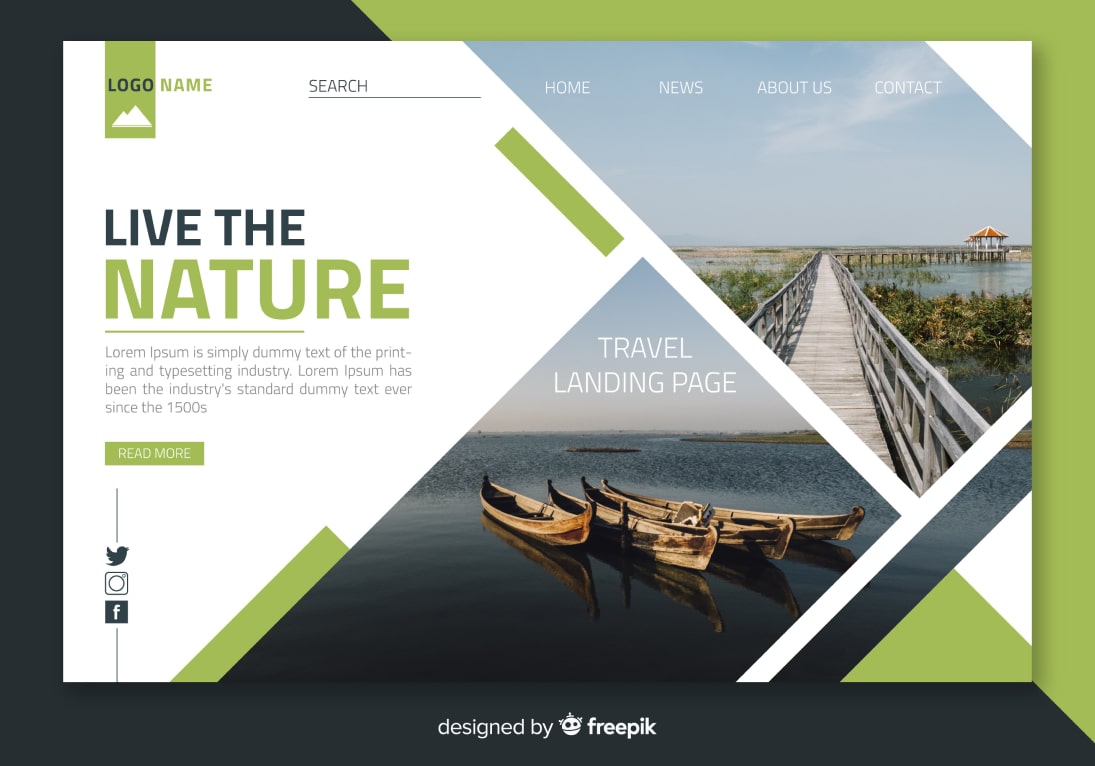 LOGO NAME
SEARCH
HOME
NEWS
ABOUT US
CONTACT
LIVE THE
NATURE
Lorem Ipsum is simply dummy text of the print-
ing and typesetting industry. Lorem Ipsum has
been the industry's standard dummy text ever
since the 1500s
READ MORE
TRAVEL
LANDING PAGE
f
designed by freepik